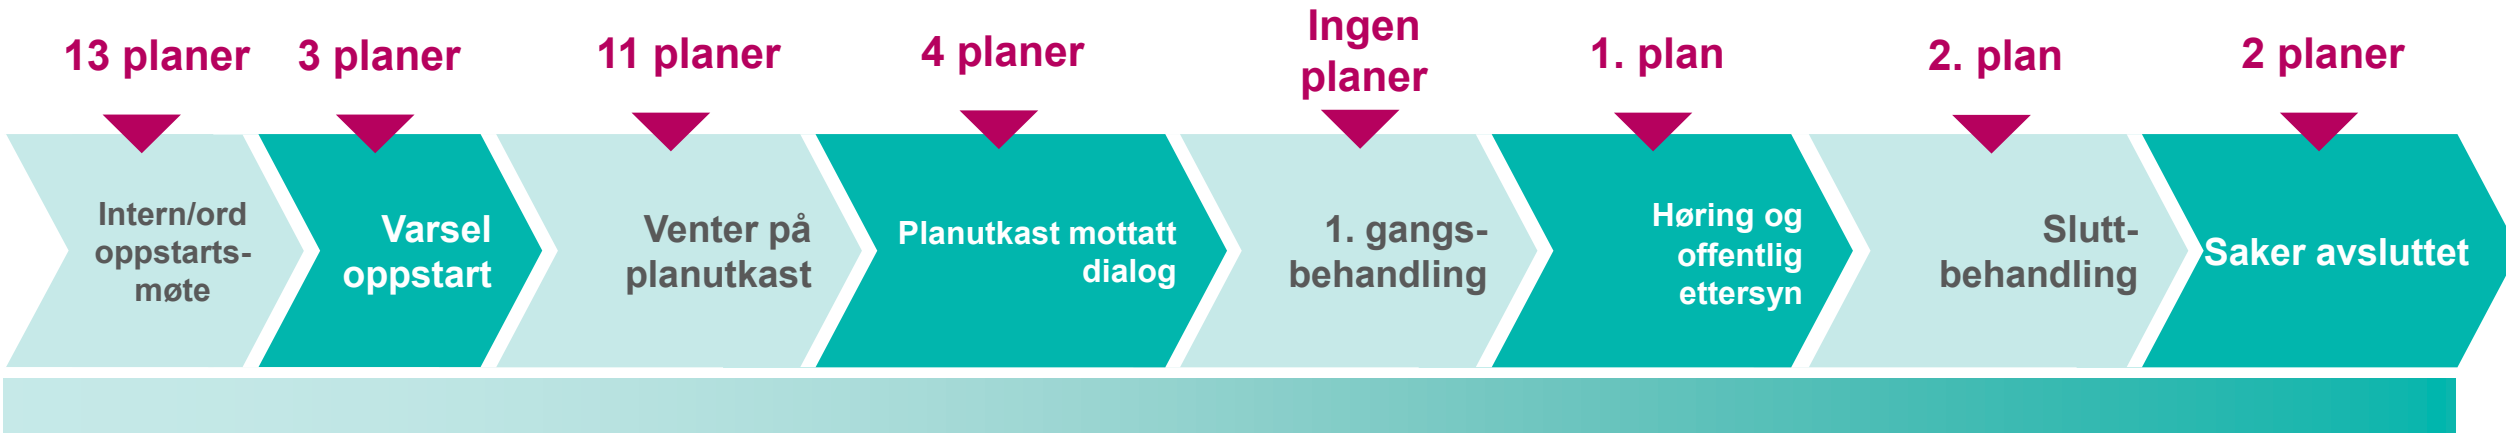 13 planer
3 planer
11 planer
4 planer
Ingen
planer
1. plan
2. plan
2 planer
Intern/ord
oppstarts-
møte
Varsel
oppstart
Venter på
planutkast
Planutkast mottatt
dialog
1. gangs-
behandling
Høring og
offentlig
ettersyn
Slutt-
behandling
Saker avsluttet